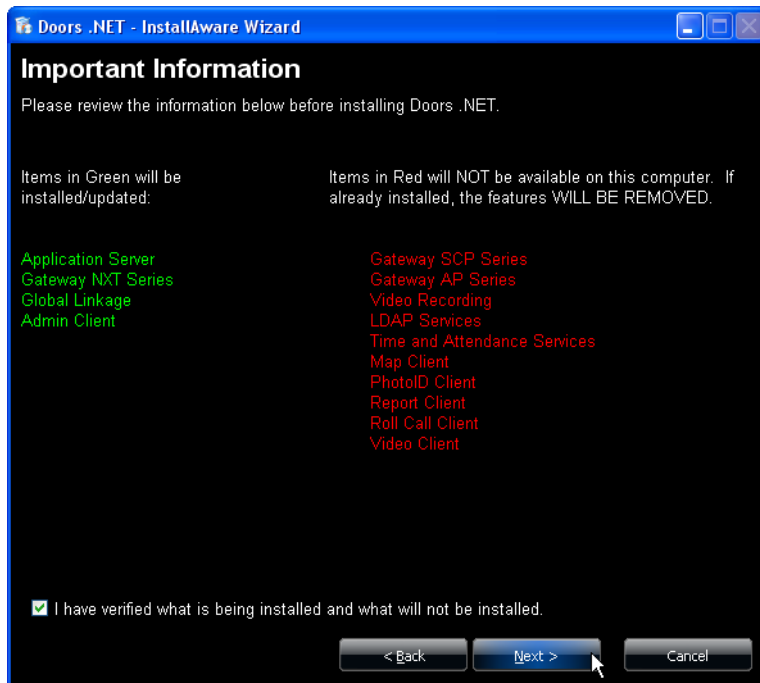 Doors .NET - InstallAware Wizard
Important Information
Please review the information below before installing Doors .NET.
Items in Green will be
installed/updated:
Items in Red will NOT be available on this computer. If
already installed, the features WILL BE REMOVED.
Application Server
Gateway NXT Series
Global Linkage
Admin Client
Gateway SCP Series
Gateway AP Series
Video Recording
LDAP Services
Time and Attendance Services
Map Client
PhotoID Client
Report Client
Roll Call Client
Video Client
I have verified what is being installed and what will not be installed.
< Back
Next >
Cancel